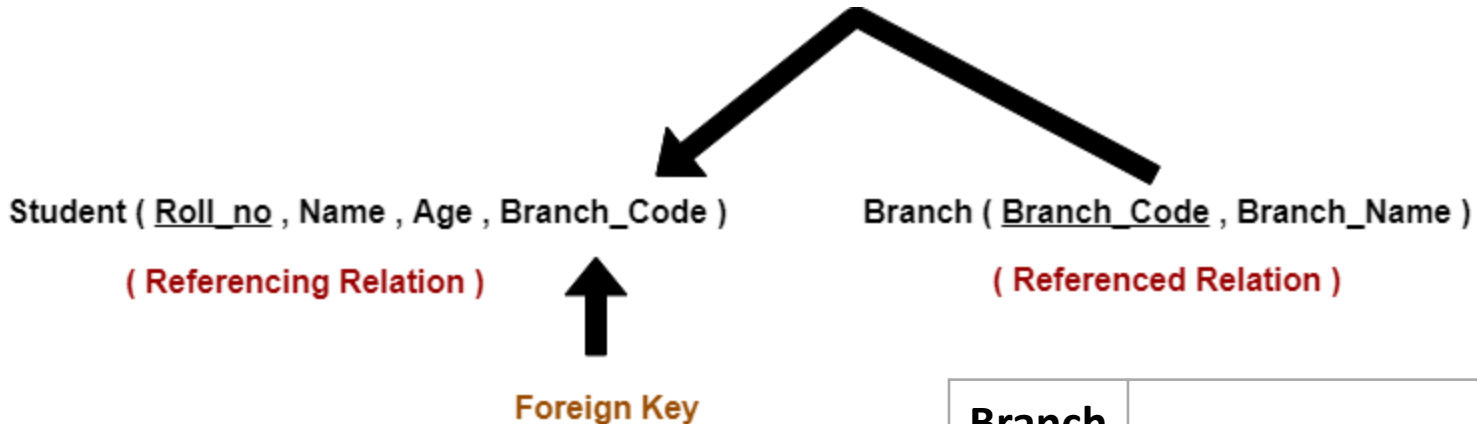 Student ( Roll_no , Name , Age , Branch_Code ) Branch ( Branch_Code , Branch_Name )
( Referencing Relation ) ( Referenced Relation )
Foreign Key
Branch